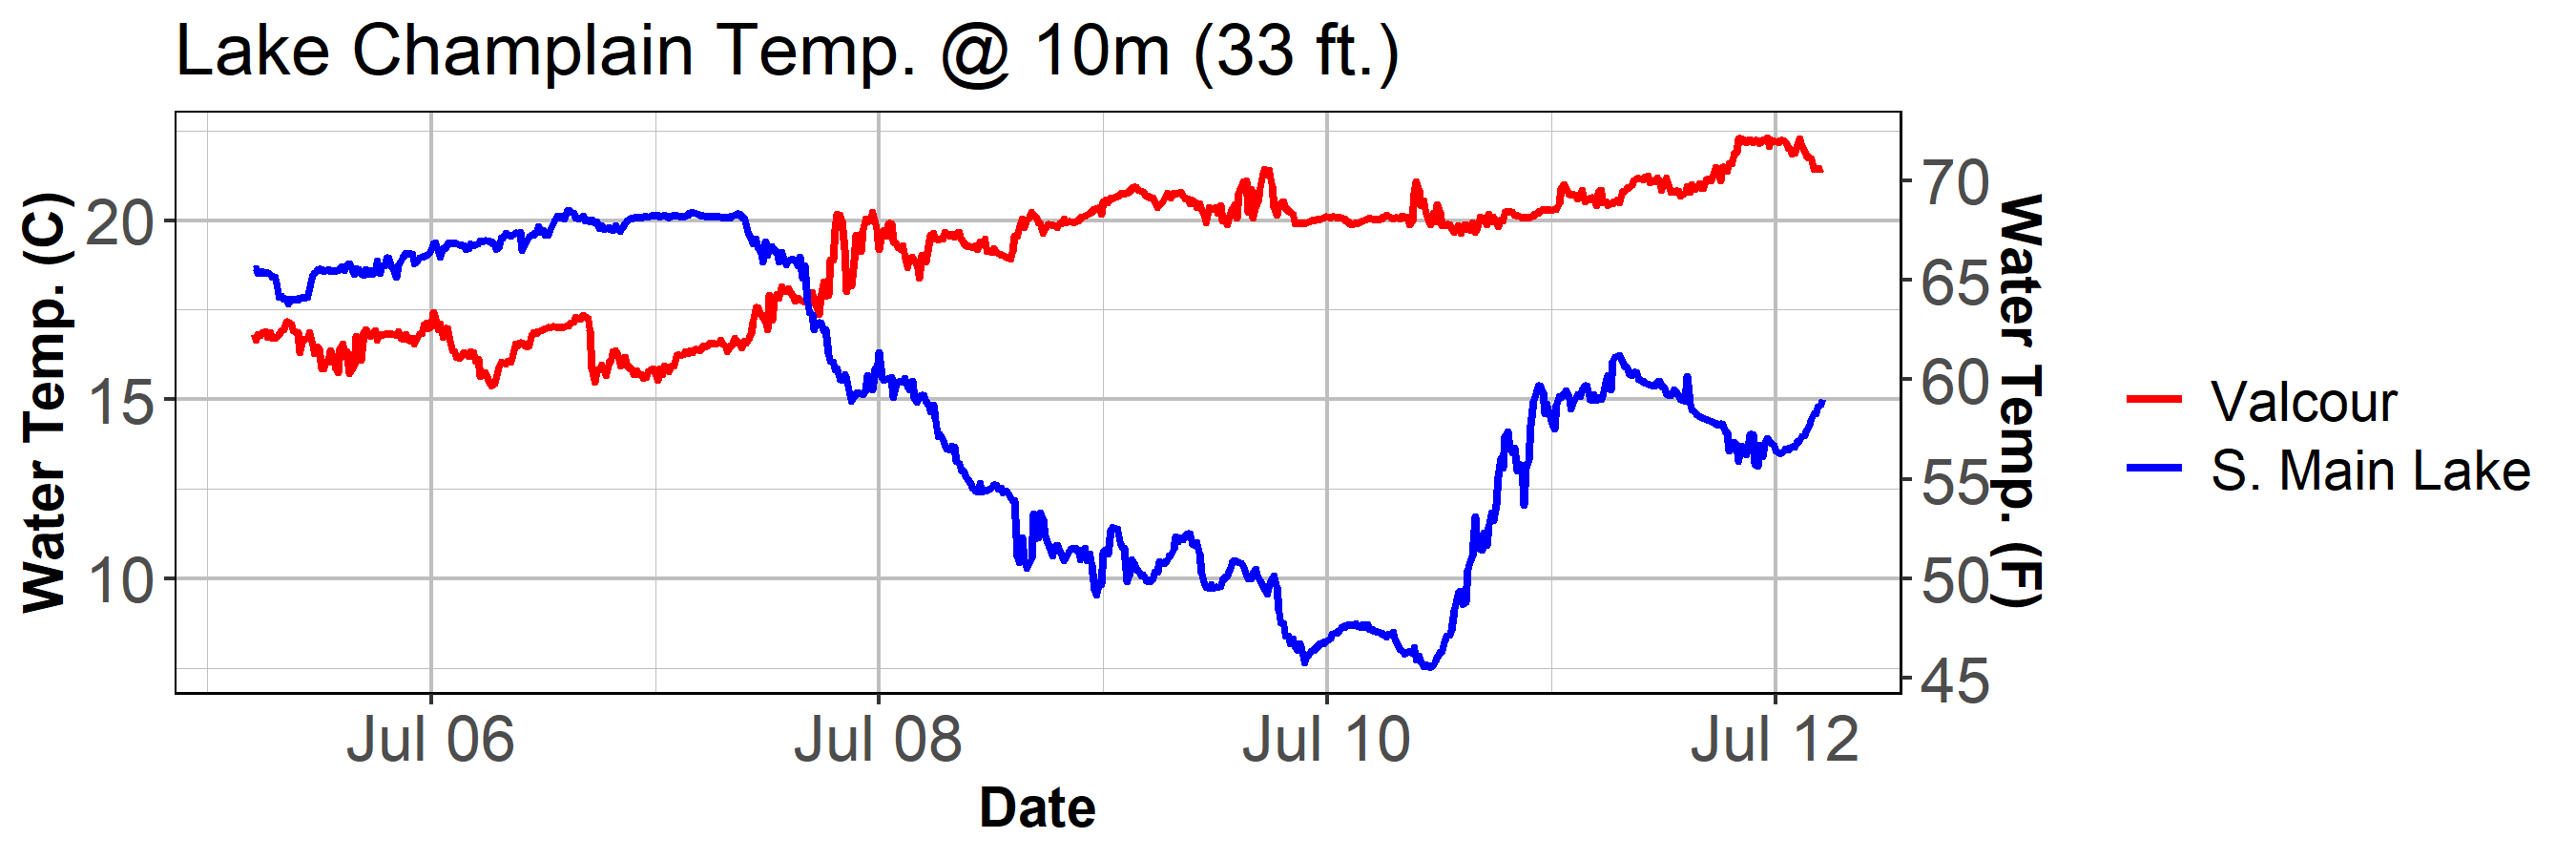 Lake Champlain Temp. @ 10m (33 ft.)
Water Temp. (C)
20
15
10
70
65
60
55
50
45
Water Temp. (F)
Jul 06
Jul 08
Jul 10
Jul 12
Date
Valcour
S. Main Lake